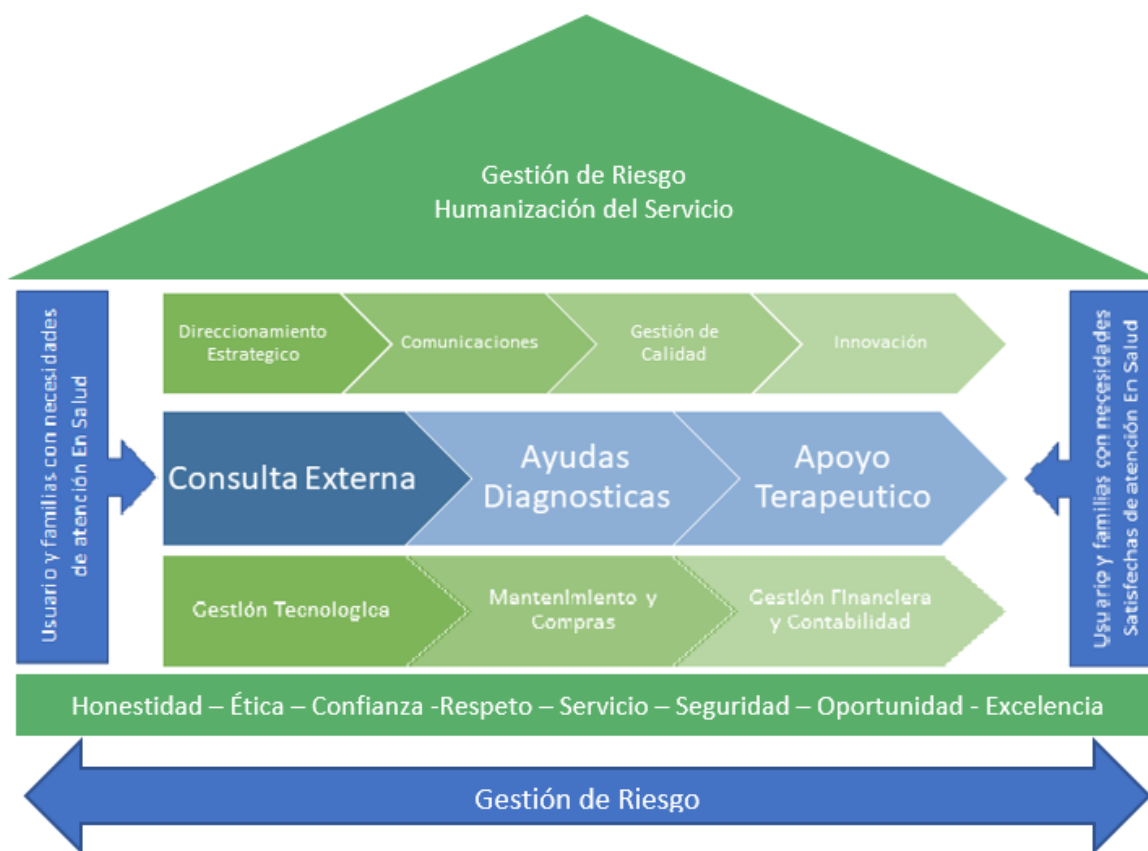 Gestión de Riesgo
Humanización del Servicio
Usuario y familias con necesidades
de atención En Salud
Direccionamiento
Estrategico
Comunicaciones
Gestión de
Calidad
Innovación
Consulta Externa
Ayudas
Diagnosticas
Apoyo
Terapeutico
Gestión Tecnologica
Mantenimiento y
Compras
Gestión Financiera
y Contabilidad
Usuario y familias con necesidades
Satisfechas de atención En Salud
Honestidad – Ética – Confianza -Respeto – Servicio – Seguridad – Oportunidad - Excelencia
Gestión de Riesgo